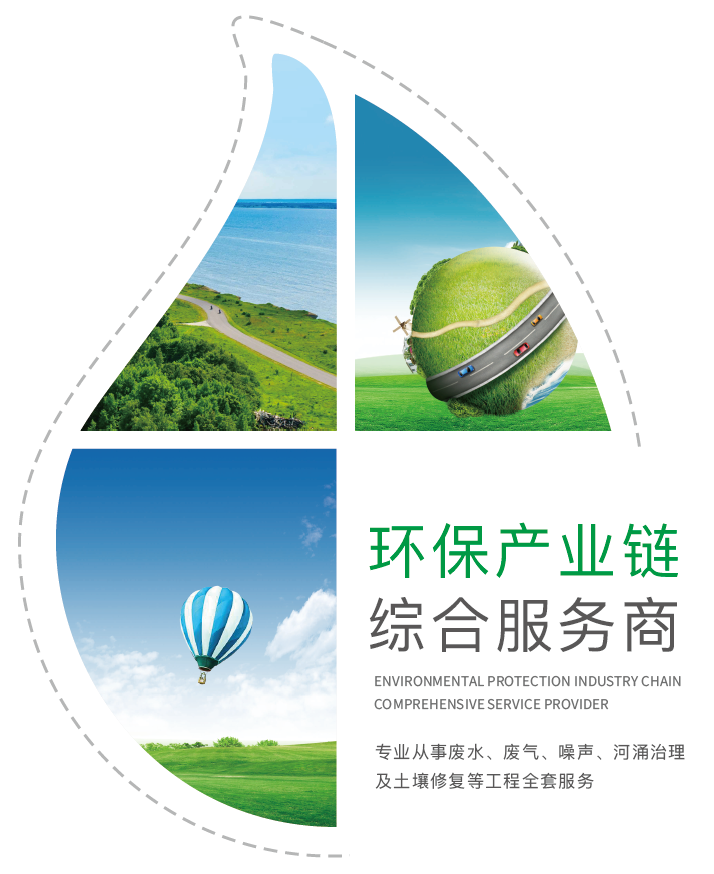 环保产业链
综合服务商
ENVIRONMENTAL PROTECTION INDUSTRY CHAIN
COMPREHENSIVE SERVICE PROVIDER
专业从事废水、废气、噪声、河涌治理
及土壤修复等工程全套服务